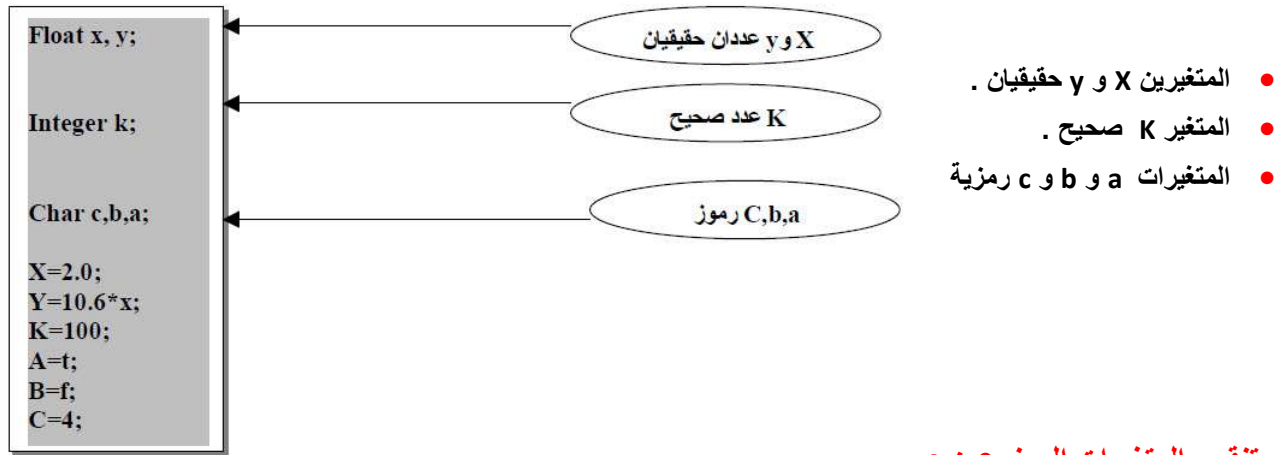 Float x, y;
Integer k;
Char c,b,a;
X=2.0;
Y=10.6*x;
K=100;
A=t;
B=f;
C=4;
X و y عددان حقيقيان
K عدد صحيح
C,b,a رموز
• المتغيرين X و y حقيقيان .
• المتغير K صحيح .
• المتغيرات a و b و c رمزية